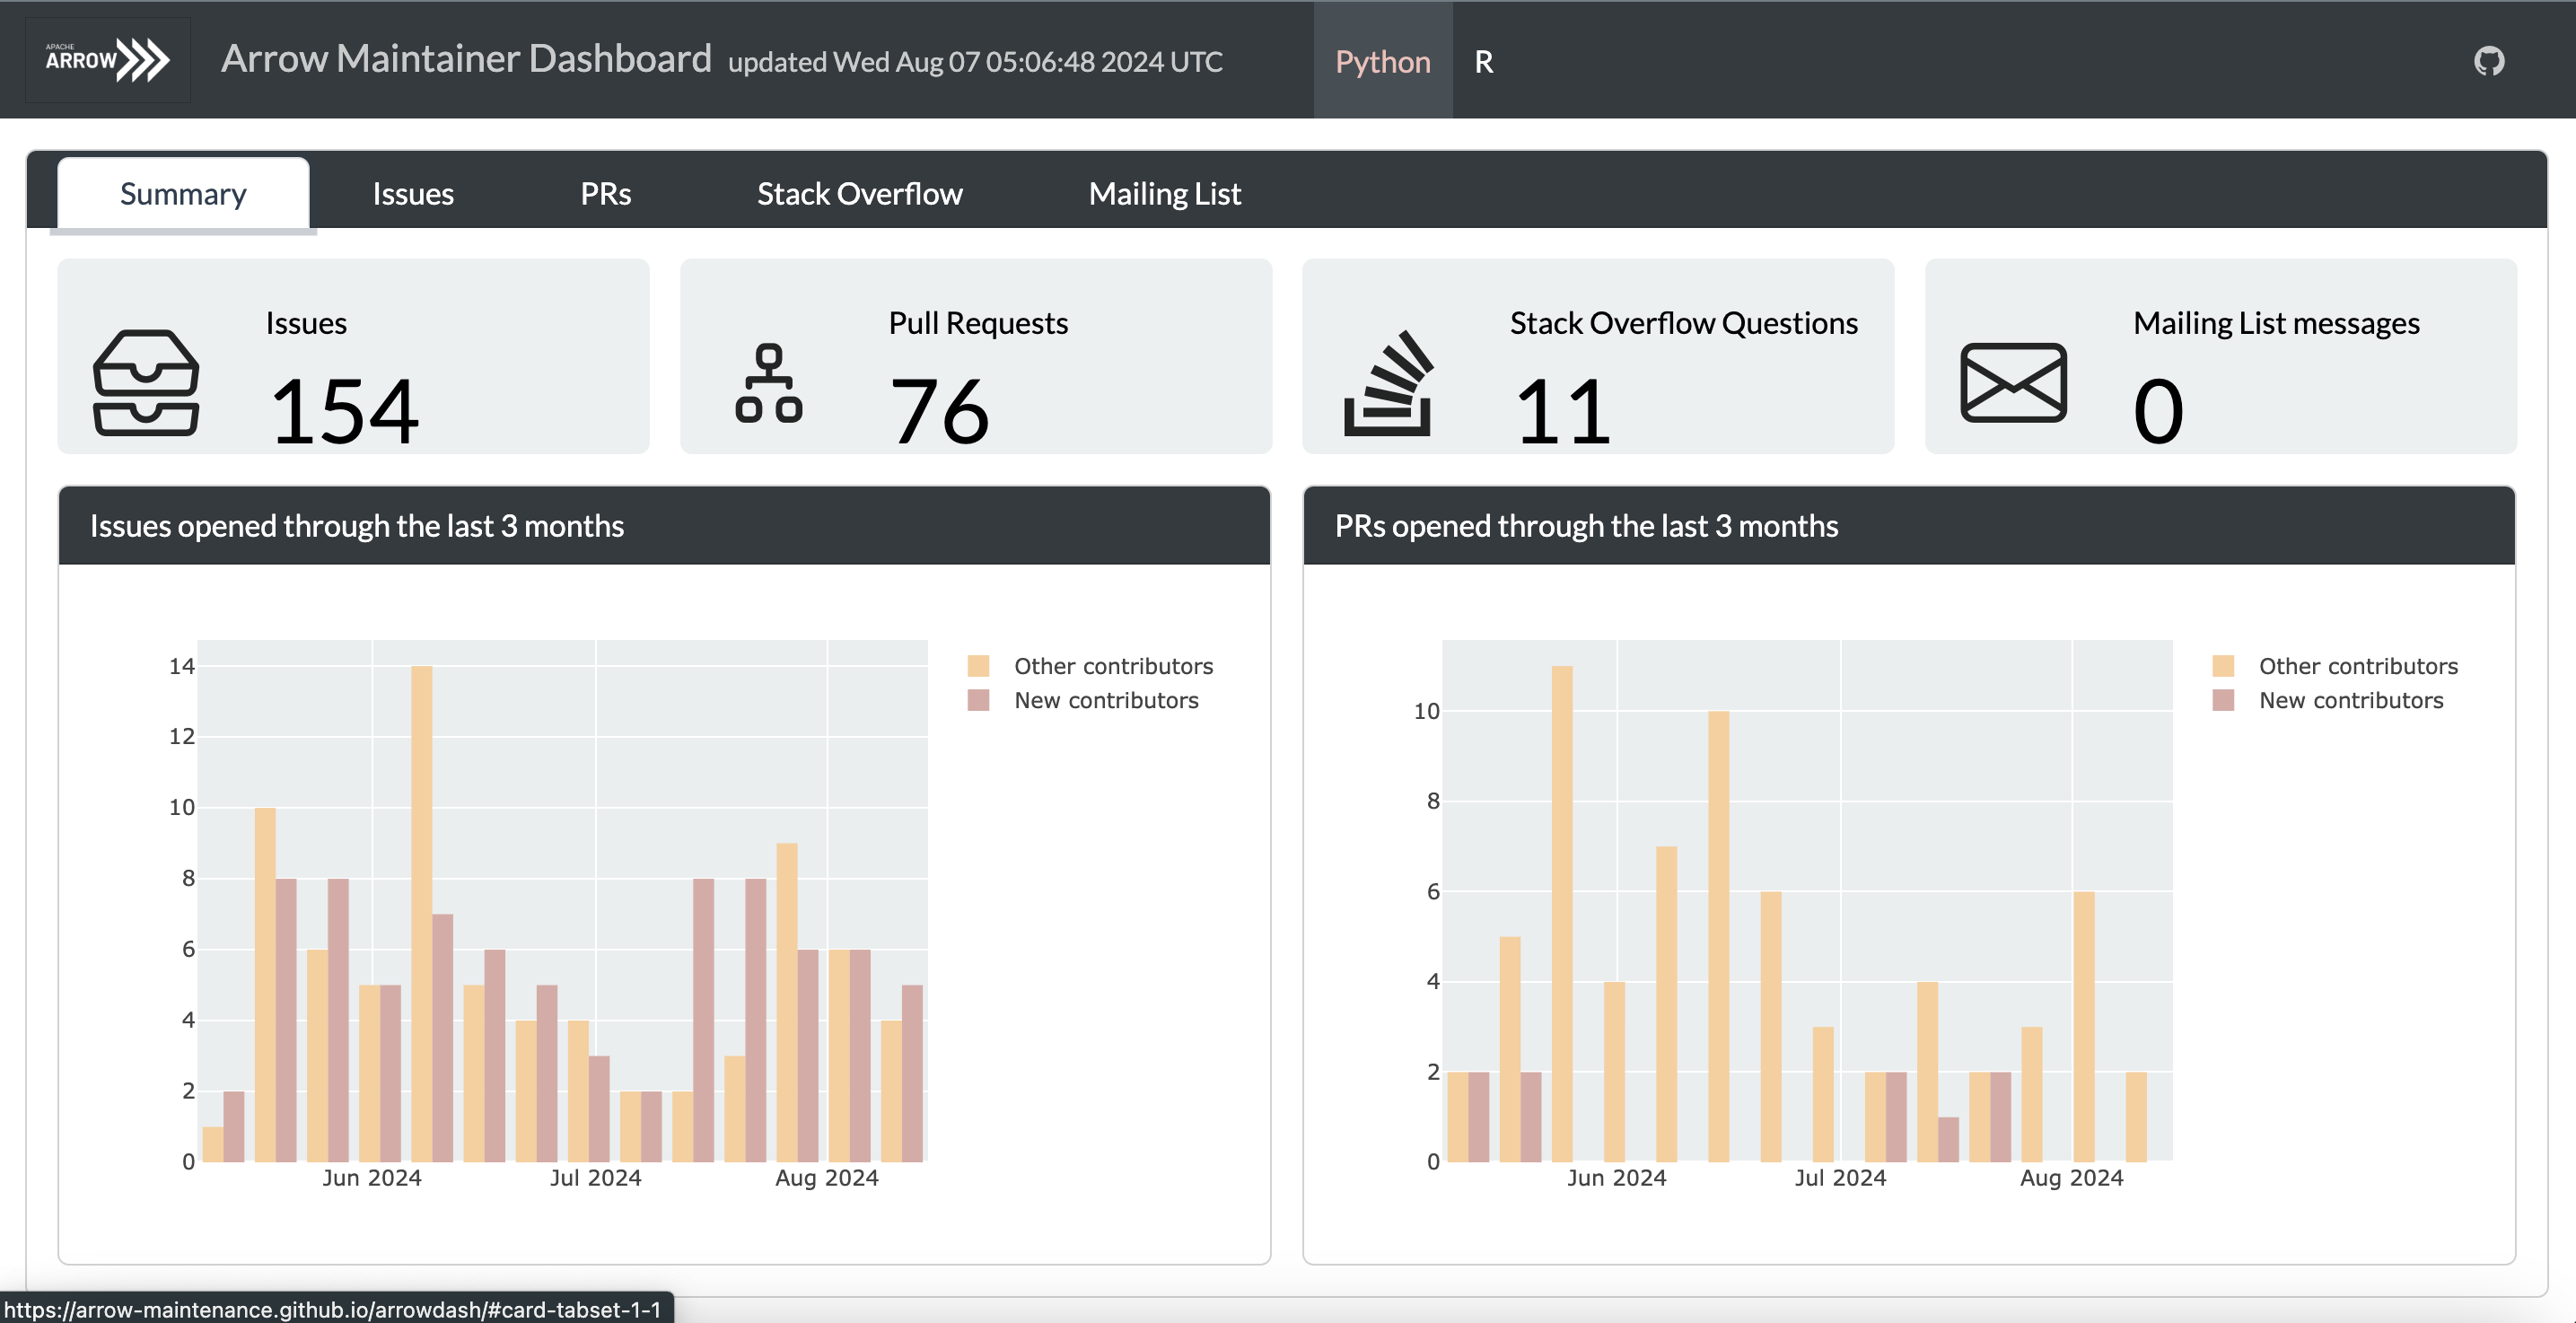 APACHE
ARROW
Arrow Maintainer Dashboard updated Wed Aug 07 05:06:48 2024 UTC
Python
R
Summary
Issues
PRs
Stack Overflow
Mailing List
Issues
154
Pull Requests
76
Stack Overflow Questions
11
Mailing List messages
0
Issues opened through the last 3 months
14
12
10
8
6
4
2
0
Jun 2024
Jul 2024
Aug 2024
Other contributors
New contributors
PRs opened through the last 3 months
10
8
6
4
2
0
Jun 2024
Jul 2024
Aug 2024
Other contributors
New contributors
https://arrow-maintenance.github.io/arrowdash/#card-tabset-1-1